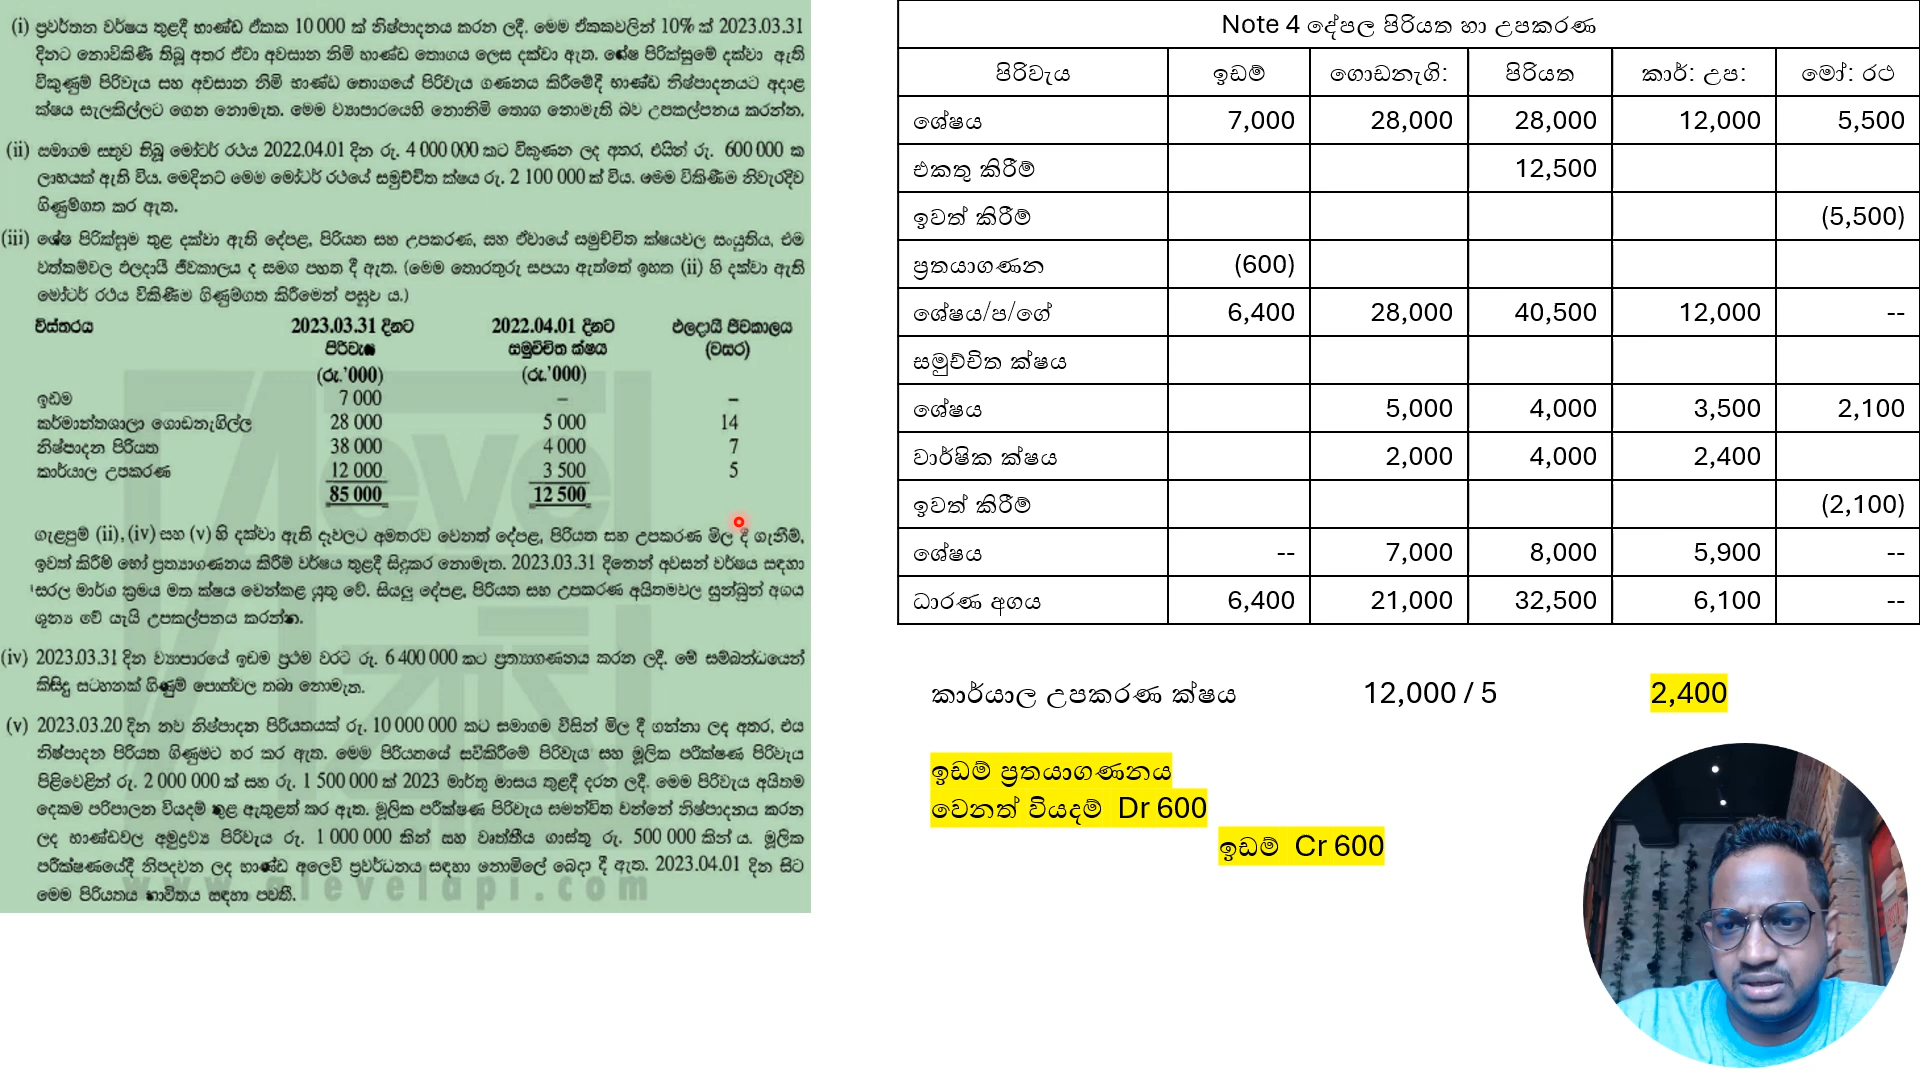 (i) ප්‍රවර්තන වර්ෂය තුළදී භාණ්ඩ ඒකක 10 000 ක් නිෂ්පාදනය කරන ලදී. මෙම ඒකකවලින් 10% ක් 2023.03.31
දිනට නොවිකිණී තිබූ අතර ඒවා අවසාන නිමි භාණ්ඩ තොගය ලෙස දක්වා ඇත. ශේෂ පිරික්සුමේ දක්වා ඇති
විකුණුම් පිරිවැය සහ අවසාන නිමි භාණ්ඩ තොගයේ පිරිවැය ගණනය කිරීමේදී භාණ්ඩ නිෂ්පාදනයට අදාළ
ක්ෂය සැලකිල්ලට ගෙන නොමැත. මෙම ව්‍යාපාරයෙහි නොනිමි තොග නොමැති බව උපකල්පනය කරන්න.
(ii) සමාගම සතුව තිබූ මෝටර් රථය 2022.04.01 දින රු. 4 000 000 කට විකුණන ලද අතර, එයින් රු. 600 000 ක
ලාභයක් ඇති විය. මෙදිනට මෙම මෝටර් රථයේ සමුච්චිත ක්ෂය රු. 2 100 000 ක් විය. මෙම විකිණීම නිවැරදිව
ගිණුම්ගත කර ඇත.
(iii) ශේෂ පිරික්සුම තුළ දක්වා ඇති දේපළ, පිරියත සහ උපකරණ, සහ ඒවායේ සමුච්චිත ක්ෂයවල සංයුතිය, එම
වත්කම්වල ඵලදායී ජීවකාලය ද සමග පහත දී ඇත. (මෙම තොරතුරු සපයා ඇත්තේ ඉහත (ii) හි දක්වා ඇති
මෝටර් රථය විකිණීම ගිණුම්ගත කිරීමෙන් පසුව ය.)
විස්තරය 2023.03.31 දිනට 2022.04.01 දිනට ඵලදායී ජීවකාලය
පිරිවැය සමුච්චිත ක්ෂය (වසර)
(රු.'000) (රු.'000)
ඉඩම 7 000 – –
කර්මාන්තශාලා ගොඩනැගිල්ල 28 000 5 000 14
නිෂ්පාදන පිරියත 38 000 4 000 7
කාර්යාල උපකරණ 12 000 3 500 5
85 000 12 500
ගැළපුම් (ii), (iv) සහ (v) හි දක්වා ඇති දෑවලට අමතරව වෙනත් දේපළ, පිරියත සහ උපකරණ මිල දී ගැනීම්,
ඉවත් කිරීම් හෝ ප්‍රත්‍යාගණනය කිරීම් වර්ෂය තුළදී සිදුකර නොමැත. 2023.03.31 දිනෙන් අවසන් වර්ෂය සඳහා
සරල මාර්ග ක්‍රමය මත ක්ෂය වෙන්කළ යුතු වේ. සියලු දේපළ, පිරියත සහ උපකරණ අයිතමවල සුන්බුන් අගය
ශූන්‍ය වේ යැයි උපකල්පනය කරන්න.
(iv) 2023.03.31 දින ව්‍යාපාරයේ ඉඩම ප්‍රථම වරට රු. 6 400 000 කට ප්‍රත්‍යාගණනය කරන ලදී. මේ සම්බන්ධයෙන්
කිසිදු සටහනක් ගිණුම් පොත්වල තබා නොමැත.
(v) 2023.03.20 දින නව නිෂ්පාදන පිරියතයක් රු. 10 000 000 කට සමාගම විසින් මිල දී ගන්නා ලද අතර, එය
නිෂ්පාදන පිරියත ගිණුමට හර කර ඇත. මෙම පිරියතයේ සවිකිරීමේ පිරිවැය සහ මූලික පරීක්ෂණ පිරිවැය
පිළිවෙළින් රු. 2 000 000 ක් සහ රු. 1 500 000 ක් 2023 මාර්තු මාසය තුළදී දරන ලදී. මෙම පිරිවැය අයිතම
දෙකම පරිපාලන වියදම් තුළ ඇතුළත් කර ඇත. මූලික පරීක්ෂණ පිරිවැය සමන්විත වන්නේ නිෂ්පාදනය කරන
ලද භාණ්ඩවල අමුද්‍රව්‍ය පිරිවැය රු. 1 000 000 කින් සහ වෘත්තීය ගාස්තු රු. 500 000 කින් ය. මූලික
පරීක්ෂණයේදී නිපදවන ලද භාණ්ඩ අලෙවි ප්‍රවර්ධනය සඳහා නොමිලේ බෙදා දී ඇත. 2023.04.01 දින සිට
මෙම පිරියතය භාවිතය සඳහා පවතී.
www.alevelapi.com
Note 4 දේපල පිරියත හා උපකරණ
පිරිවැය ඉඩම් ගොඩනැගි: පිරියත කාර්: උප: මෝ: රථ
ශේෂය 7,000 28,000 28,000 12,000 5,500
එකතු කිරීම් 12,500
ඉවත් කිරීම් (5,500)
ප්‍රතයාගණන (600)
ශේෂය/ප/ගේ 6,400 28,000 40,500 12,000 --
සමුච්චිත ක්ෂය
ශේෂය 5,000 4,000 3,500 2,100
වාර්ෂික ක්ෂය 2,000 4,000 2,400
ඉවත් කිරීම් (2,100)
ශේෂය -- 7,000 8,000 5,900 --
ධාරණ අගය 6,400 21,000 32,500 6,100 --
කාර්යාල උපකරණ ක්ෂය 12,000 / 5 2,400
ඉඩම් ප්‍රතයාගණනය
වෙනත් වියදම් Dr 600
ඉඩම් Cr 600